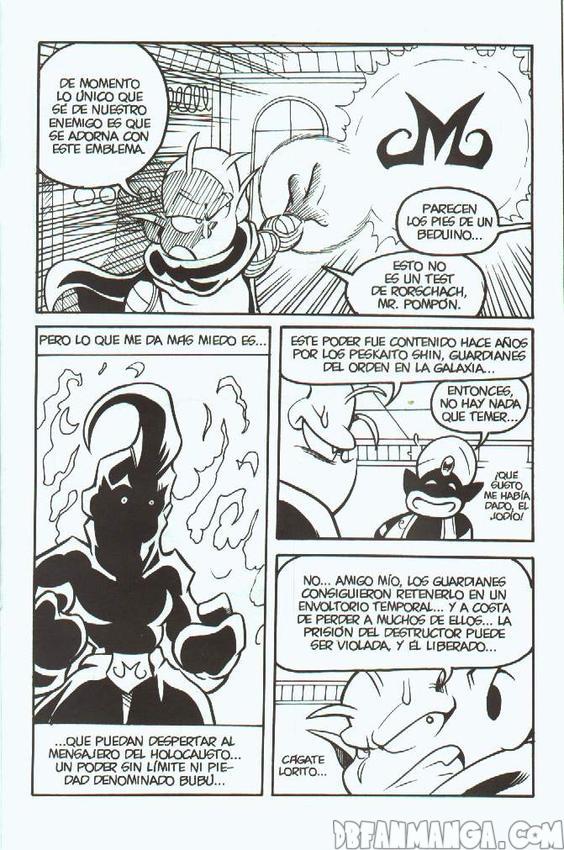 DE MOMENTO
LO ÚNICO QUE
SÉ DE NUESTRO
ENEMIGO ES QUE
SE ADORNA CON
ESTE EMBLEMA.
M
PARECEN
LOS PIES DE UN
BEDUINO...
ESTO NO
ES UN TEST
DE RORSCHACH,
MR. POMPÓN.
PERO LO QUE ME DA MÁS MIEDO ES...
...QUE PUEDAN DESPERTAR AL
MENSAJERO DEL HOLOCAUSTO...
...UN PODER SIN LÍMITE NI PIE-
DAD DENOMINADO BUBÚ...
ESTE PODER FUE CONTENIDO HACE AÑOS
POR LOS PESKAITO SHIN, GUARDIANES
DEL ORDEN EN LA GALAXIA...
ENTONCES,
NO HAY NADA
QUE TEMER...
¡QUE
SUSTO
ME HABÍA
DADO, EL
JODÍO!
NO... AMIGO MÍO, LOS GUARDIANES
CONSIGUIERON RETENERLO EN UN
ENVOLTORIO TEMPORAL... Y A COSTA
DE PERDER A MUCHOS DE ELLOS... LA
PRISIÓN DEL DESTRUCTOR PUEDE
SER VIOLADA, Y ÉL LIBERADO...
CÁGATE
LORITO...
DBFANMANGA.COM